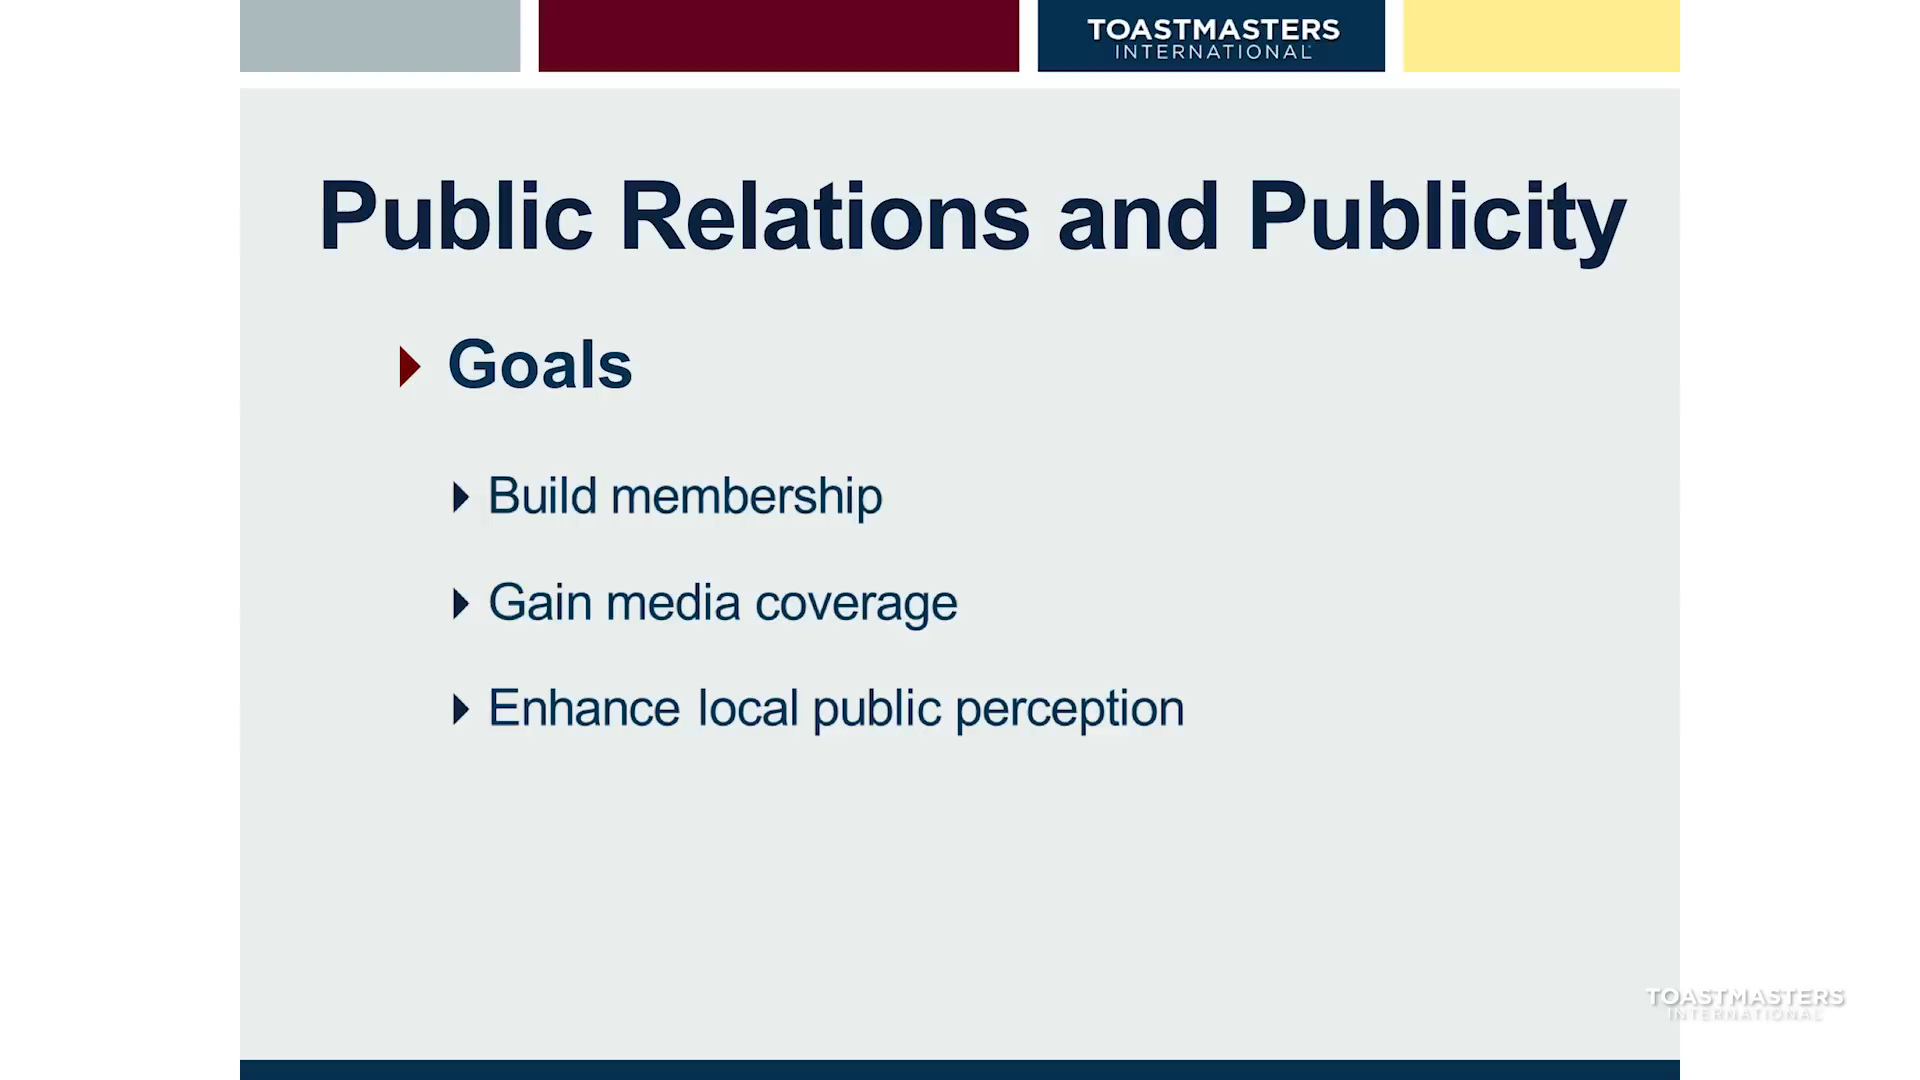 TOASTMASTERS
INTERNATIONAL
Public Relations and Publicity
Goals
Build membership
Gain media coverage
Enhance local public perception
TOASTMASTERS
INTERNATIONAL